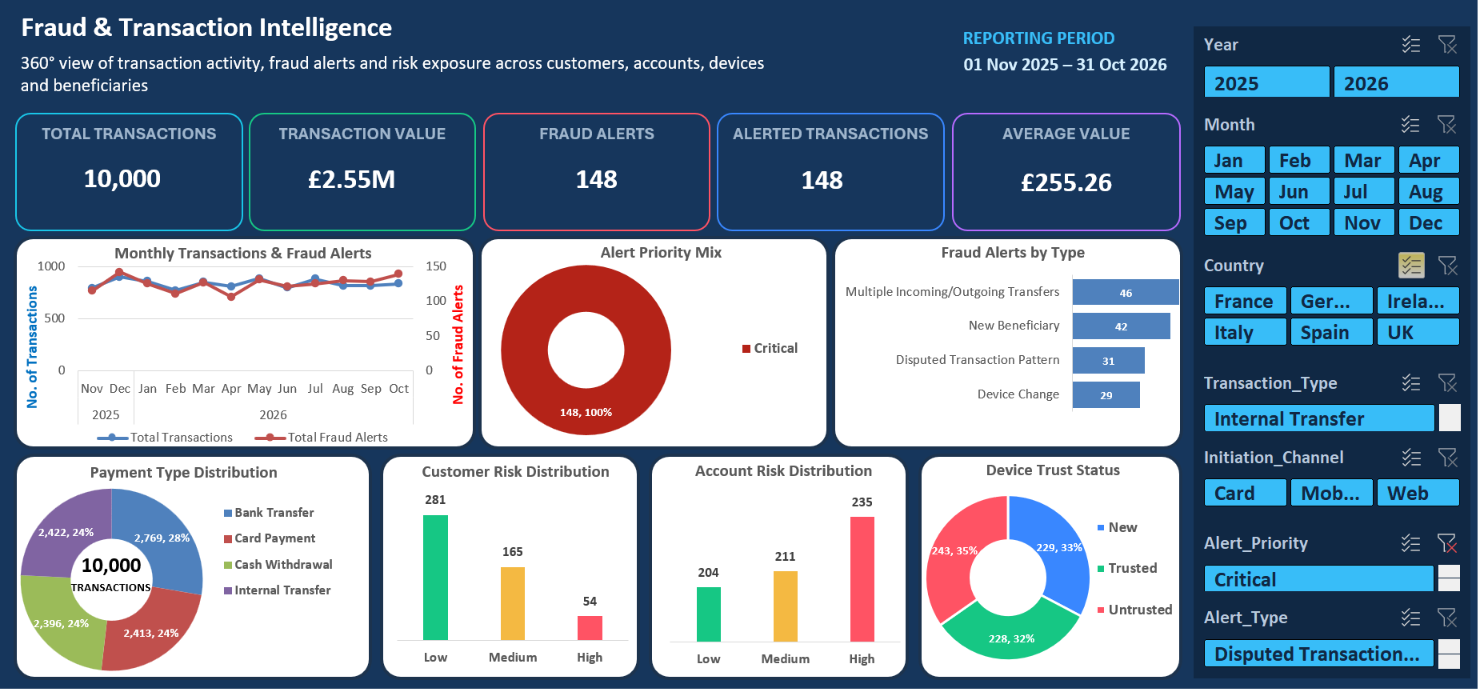 Fraud & Transaction Intelligence
360° view of transaction activity, fraud alerts and risk exposure across customers, accounts, devices
and beneficiaries
REPORTING PERIOD
01 Nov 2025 – 31 Oct 2026
TOTAL TRANSACTIONS
10,000
TRANSACTION VALUE
£2.55M
FRAUD ALERTS
148
ALERTED TRANSACTIONS
148
AVERAGE VALUE
£255.26
Monthly Transactions & Fraud Alerts
No. of Transactions
1000
500
0
150
100
50
0
No. of Fraud Alerts
Nov Dec Jan Feb Mar Apr May Jun Jul Aug Sep Oct
2025 2026
Total Transactions Total Fraud Alerts
Alert Priority Mix
148, 100%
Critical
Fraud Alerts by Type
Multiple Incoming/Outgoing Transfers 46
New Beneficiary 42
Disputed Transaction Pattern 31
Device Change 29
Payment Type Distribution
2,422, 24%
2,769, 28%
2,396, 24%
2,413, 24%
10,000
TRANSACTIONS
Bank Transfer
Card Payment
Cash Withdrawal
Internal Transfer
Customer Risk Distribution
281
165
54
Low Medium High
Account Risk Distribution
204
211
235
Low Medium High
Device Trust Status
243, 35%
229, 33%
228, 32%
New
Trusted
Untrusted
Year
2025 2026
Month
Jan Feb Mar Apr
May Jun Jul Aug
Sep Oct Nov Dec
Country
France Ger... Irela...
Italy Spain UK
Transaction_Type
Internal Transfer
Initiation_Channel
Card Mob... Web
Alert_Priority
Critical
Alert_Type
Disputed Transaction...